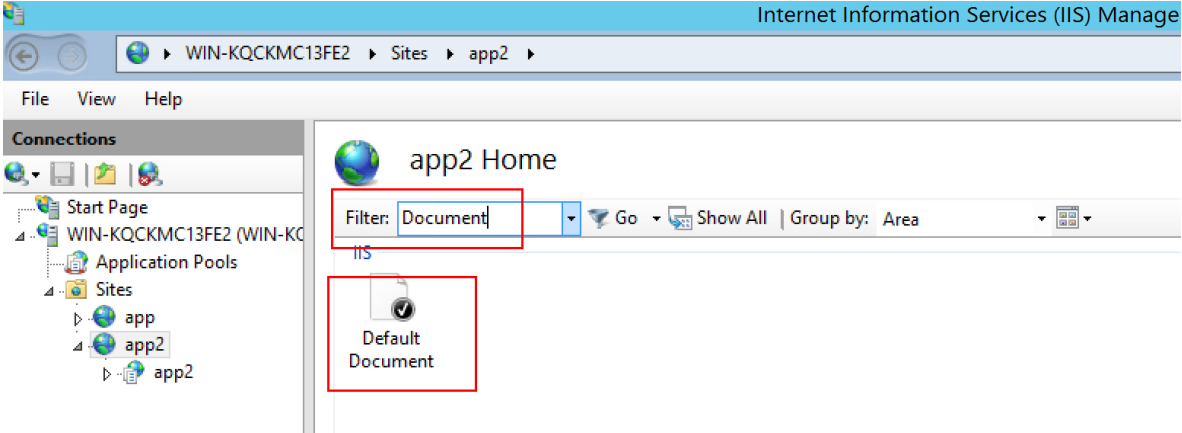 Internet Information Services (IIS) Manage
WIN-KQCKMC13FE2 Sites app2
File View Help
Connections
app2 Home
Start Page
Filter: Document Go Show All Group by: Area
WIN-KQCKMC13FE2 (WIN-KC
IIS
Application Pools
Sites
app
Default
Document
app2
app2